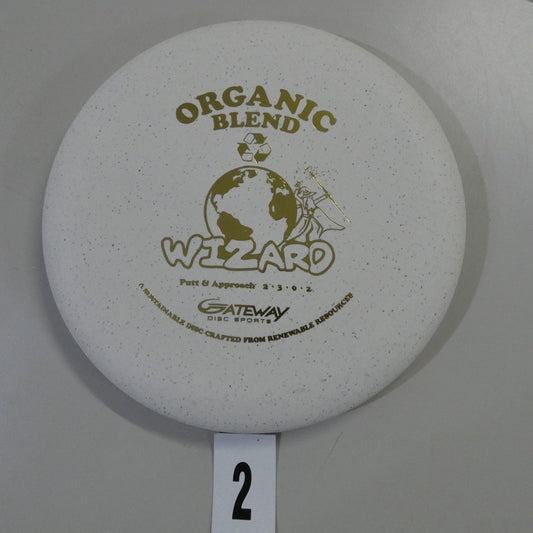 ORGANIC
BLEND
WIZARD
Putt & Approach 2 · 3 · 0 · 2
GATEWAY
DISC SPORTS
A SUSTAINABLE DISC CRAFTED FROM RENEWABLE RESOURCES
2